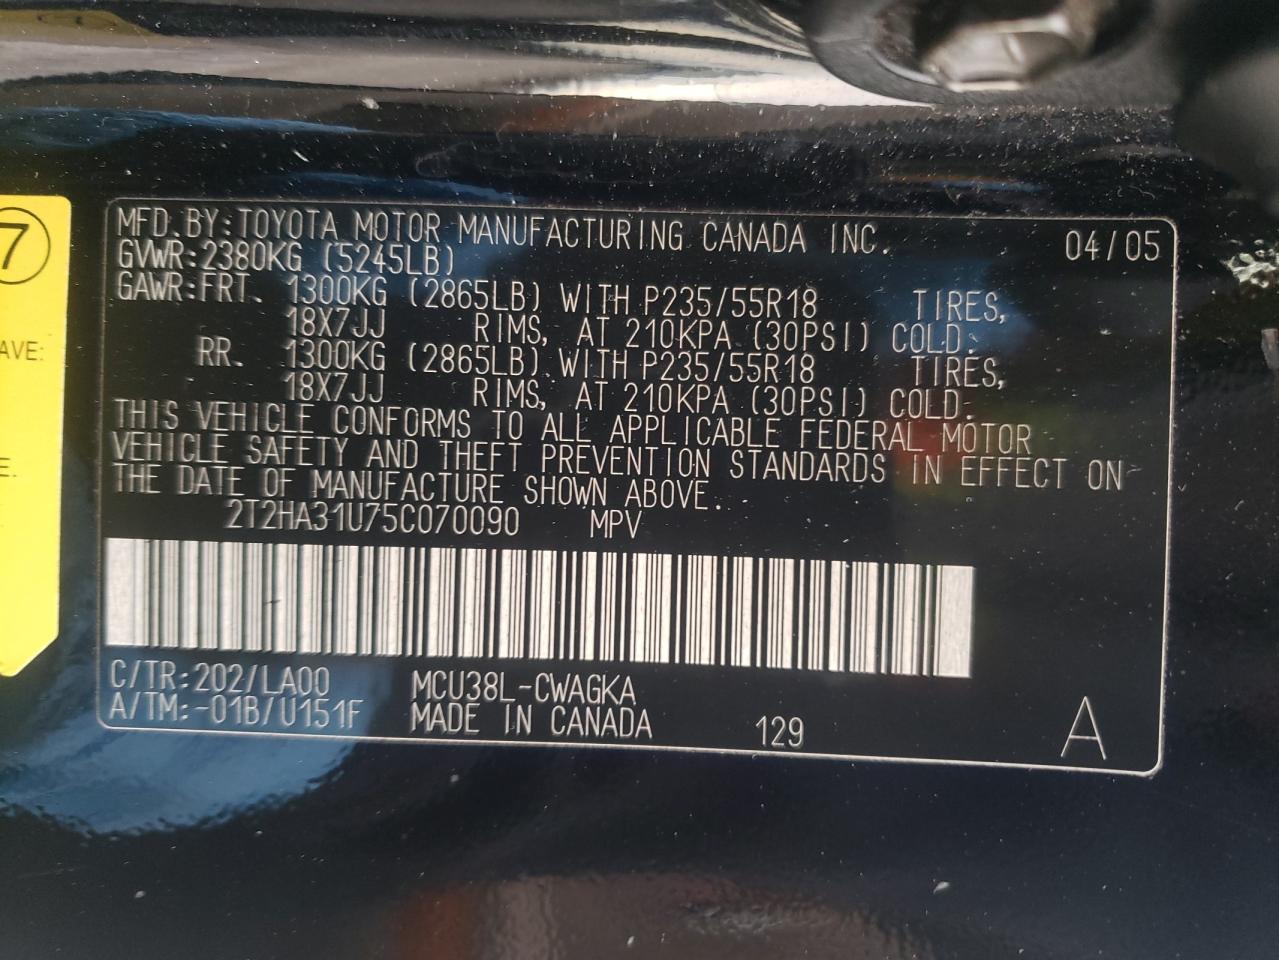 MFD.BY:TOYOTA MOTOR MANUFACTURING CANADA INC. 04/05
GVWR:2380KG (5245LB)
GAWR:FRT. 1300KG (2865LB) WITH P235/55R18 TIRES,
18X7JJ RIMS, AT 210KPA (30PSI) COLD.
RR. 1300KG (2865LB) WITH P235/55R18 TIRES,
18X7JJ RIMS, AT 210KPA (30PSI) COLD.
THIS VEHICLE CONFORMS TO ALL APPLICABLE FEDERAL MOTOR
VEHICLE SAFETY AND THEFT PREVENTION STANDARDS IN EFFECT ON
THE DATE OF MANUFACTURE SHOWN ABOVE.
2T2HA31U75C070090 MPV
C/TR:202/LA00 MCU38L-CWAGKA
A/TM:-01B/U151F MADE IN CANADA 129 A
7
AVE:
E.